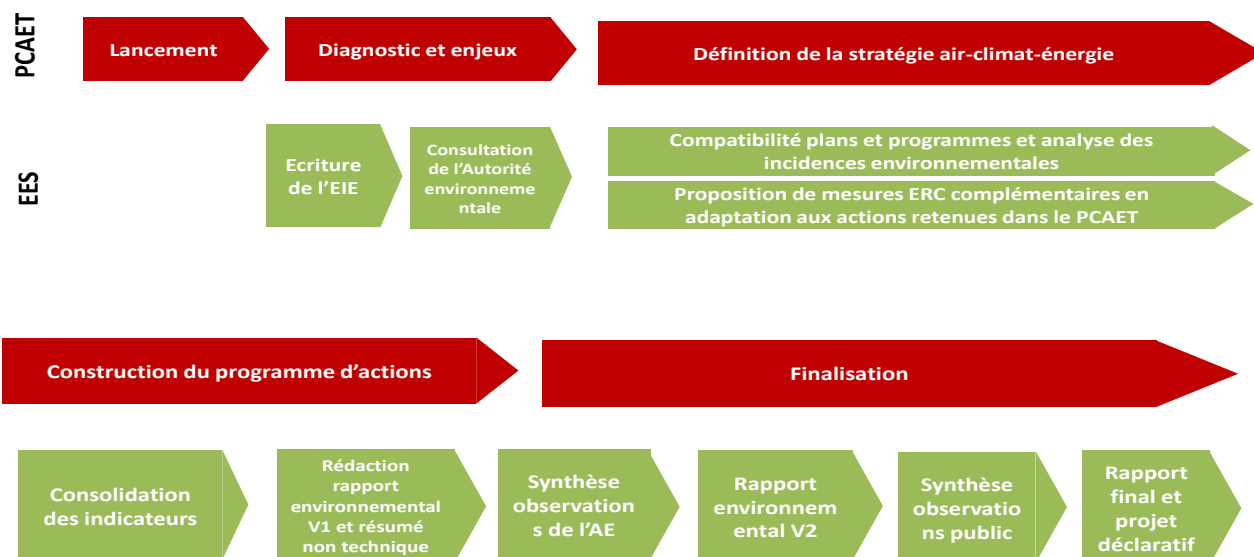 PCAET
Lancement
Diagnostic et enjeux
Définition de la stratégie air-climat-énergie
EES
Ecriture
de l'EIE
Consultation
de l'Autorité
environneme
ntale
Compatibilité plans et programmes et analyse des
incidences environnementales
Proposition de mesures ERC complémentaires en
adaptation aux actions retenues dans le PCAET
Construction du programme d'actions
Finalisation
Consolidation
des indicateurs
Rédaction
rapport
environnemental
V1 et résumé
non technique
Synthèse
observation
s de l'AE
Rapport
environnem
ental V2
Synthèse
observatio
ns public
Rapport
final et
projet
déclaratif